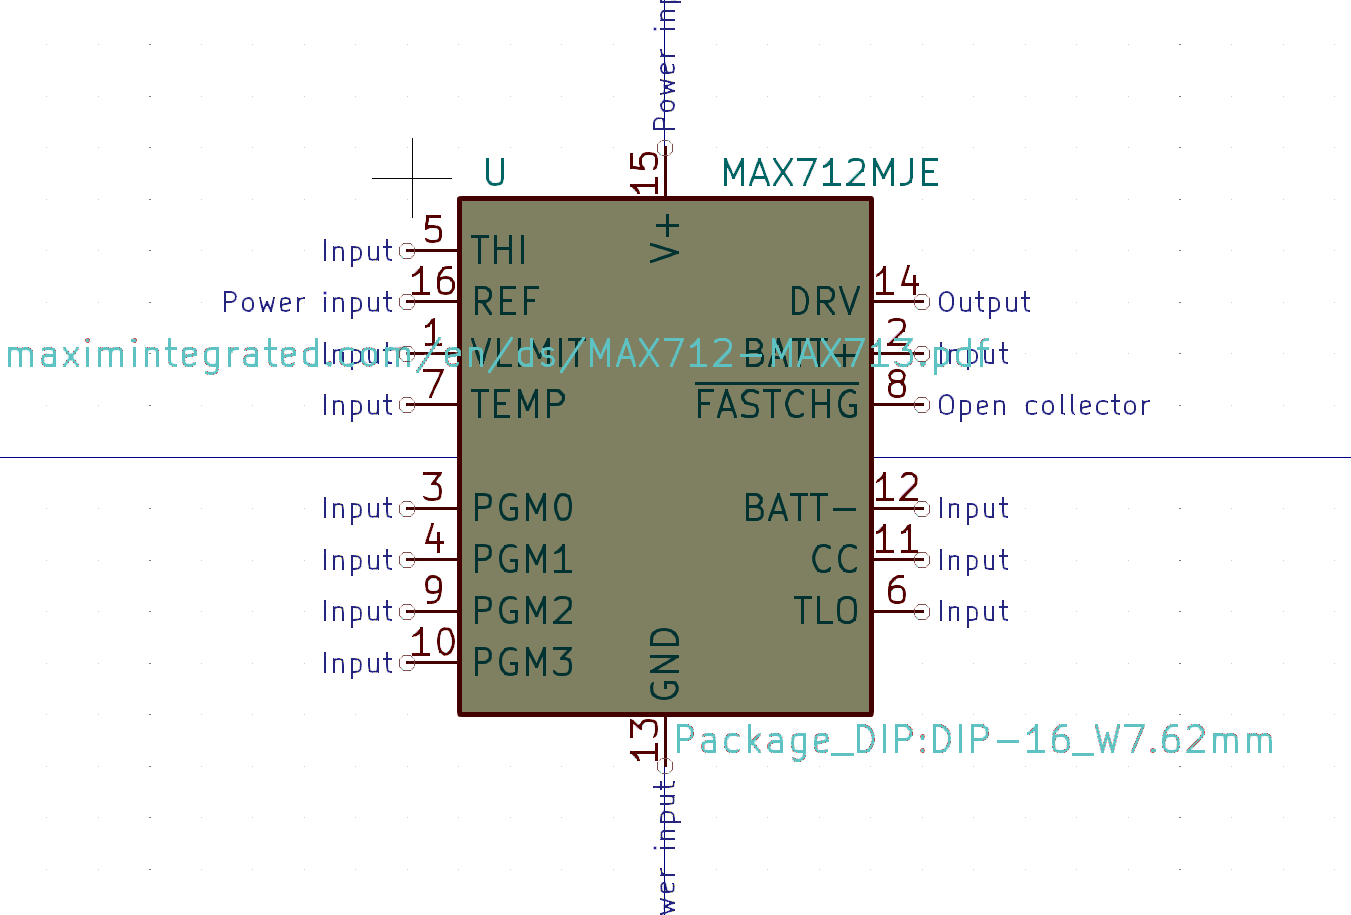 Power inp
15
U
MAX712MJE
V+
Input 5 THI
Power input 16 REF
DRV 14 Output
Input 1 VLIMIT
BATT+ 2 Input
maximintegrated.com/en/ds/MAX712-MAX713.pdf
Input 7 TEMP
FASTCHG 8 Open collector
Input 3 PGM0
BATT- 12 Input
Input 4 PGM1
CC 11 Input
Input 9 PGM2
TLO 6 Input
Input 10 PGM3
GND
13
Package_DIP:DIP-16_W7.62mm
wer input